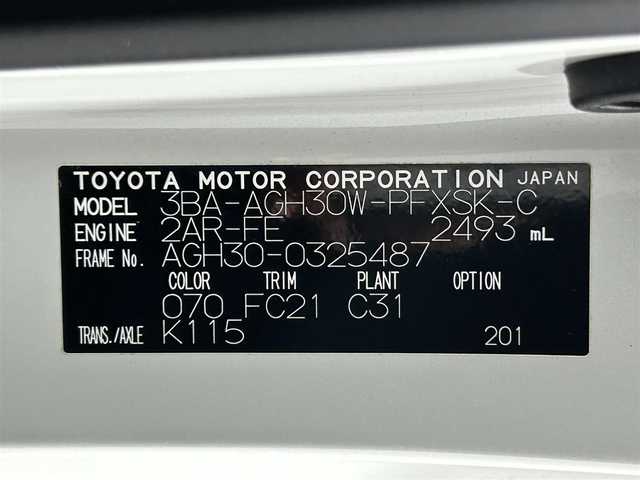 TOYOTA MOTOR CORPORATION JAPAN
MODEL 3BA-AGH30W-PFXSK-C
ENGINE 2AR-FE 2493 mL
FRAME No. AGH30-0325487
COLOR TRIM PLANT OPTION
070 FC21 C31
TRANS./AXLE K115 201